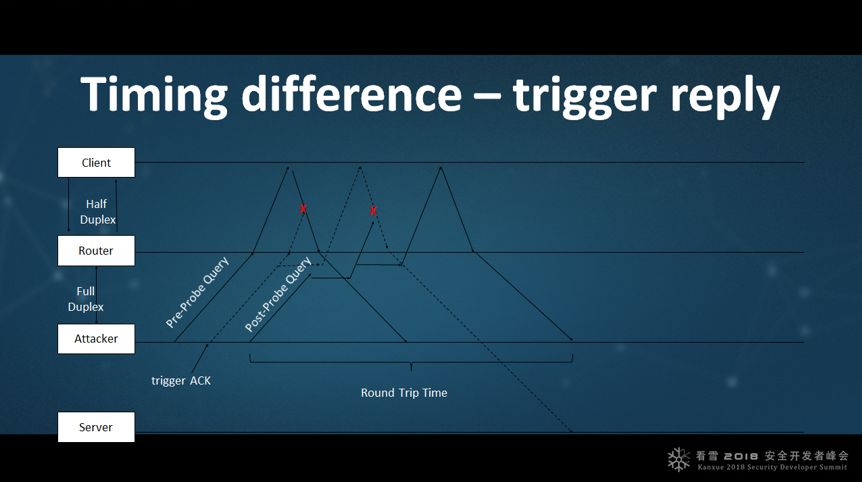 Timing difference – trigger reply
Client
Half
Duplex
Router
Full
Duplex
Attacker
Server
Pre-Probe Query
Post-Probe Query
X
X
trigger ACK
Round Trip Time
看雪 2018 安全开发者峰会
Kanxue 2018 Security Developer Summit